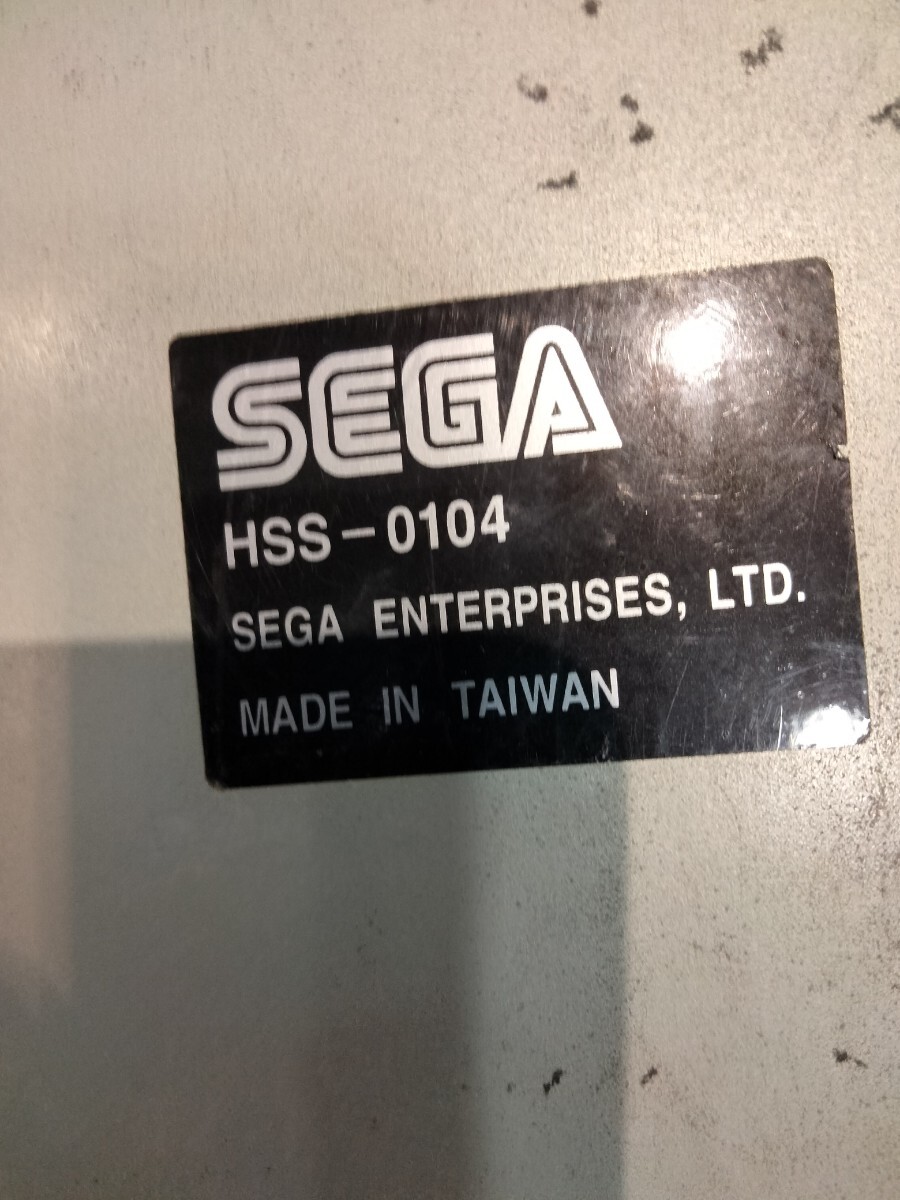 SEGA
HSS-0104
SEGA ENTERPRISES, LTD.
MADE IN TAIWAN